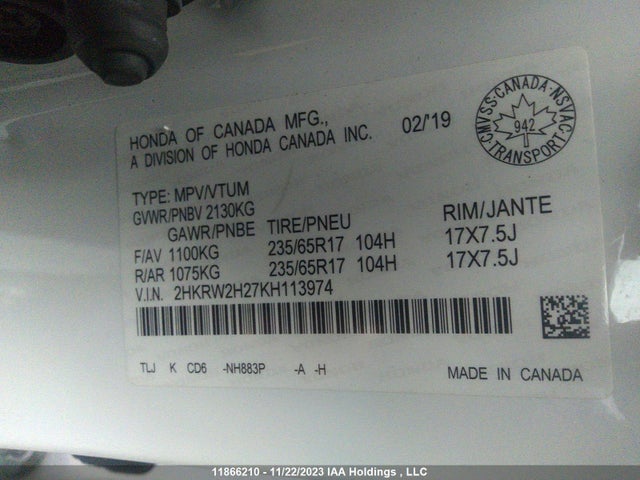 HONDA OF CANADA MFG.,
A DIVISION OF HONDA CANADA INC. 02/'19
CMVSS-CANADA-NSVAC
942
TRANSPORT
TYPE: MPV/VTUM
GVWR/PNBV 2130KG
GAWR/PNBE TIRE/PNEU RIM/JANTE
F/AV 1100KG 235/65R17 104H 17X7.5J
R/AR 1075KG 235/65R17 104H 17X7.5J
V.I.N. 2HKRW2H27KH113974
TLJ K CD6 -NH883P -A -H MADE IN CANADA
11866210 - 11/22/2023 IAA Holdings , LLC